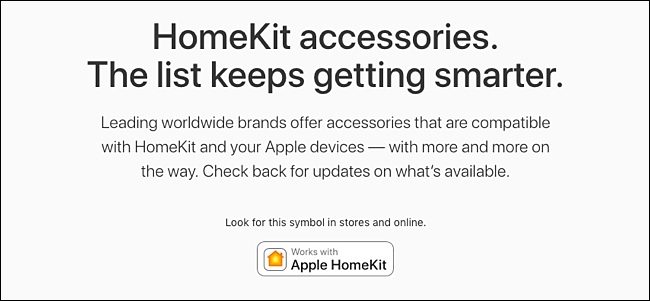 HomeKit accessories.
The list keeps getting smarter.
Leading worldwide brands offer accessories that are compatible
with HomeKit and your Apple devices — with more and more on
the way. Check back for updates on what’s available.
Look for this symbol in stores and online.
Works with
Apple HomeKit